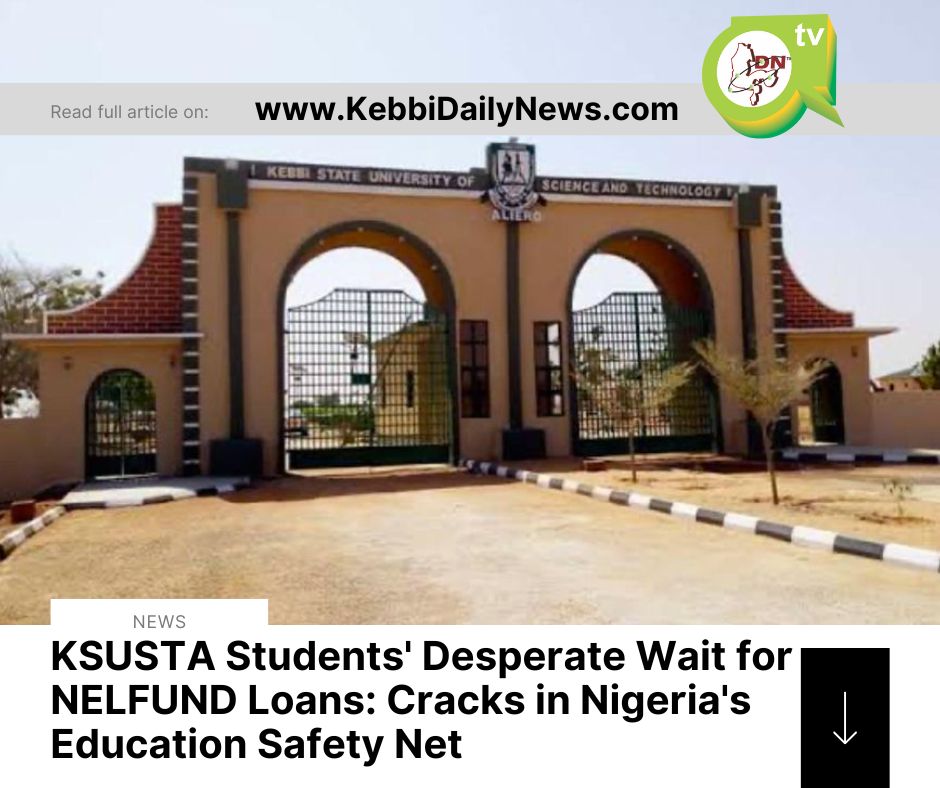 tv
DN
Read full article on:
www.KebbiDailyNews.com
KEBBI STATE UNIVERSITY OF
SCIENCE AND TECHNOLOGY
ALIERO
NEWS
KSUSTA Students' Desperate Wait for
NELFUND Loans: Cracks in Nigeria's
Education Safety Net